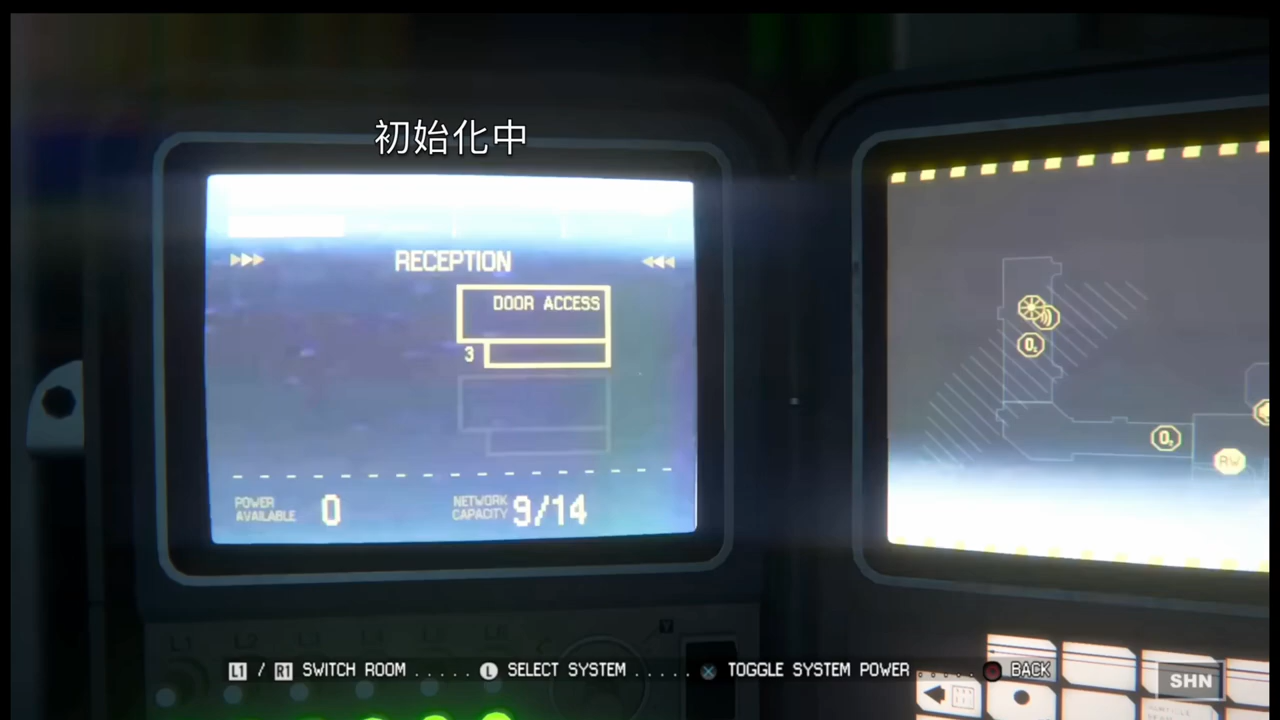 初始化中
RECEPTION
DOOR ACCESS
3
POWER AVAILABLE 0
NETWORK CAPACITY 9/14
O₂
O₂
RW
L1 / R1 SWITCH ROOM ..... L SELECT SYSTEM ..... TOGGLE SYSTEM POWER ..... BACK
SHN